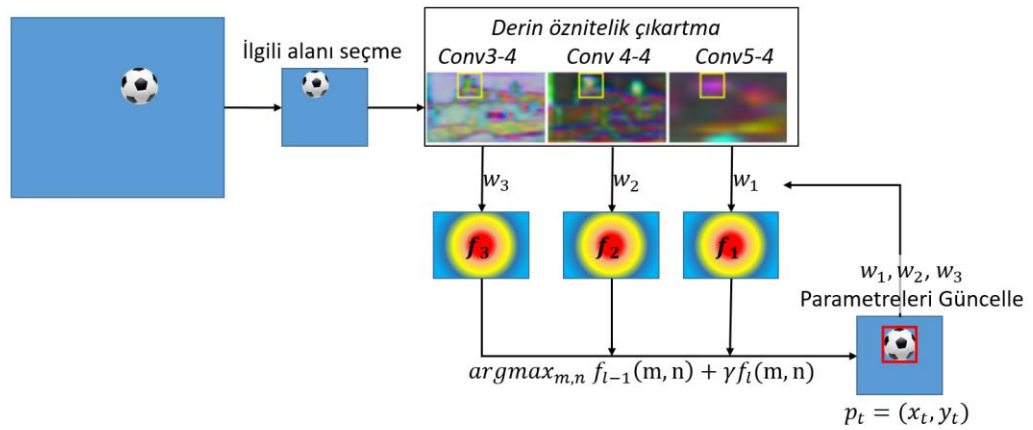 Derin öznitelik çıkartma
İlgili alanı seçme
Conv3-4 Conv 4-4 Conv5-4
w₃ w₂ w₁
f₃ f₂ f₁
w₁, w₂, w₃
Parametreleri Güncelle
argmaxₘ,ₙ fₗ₋₁(m, n) + γfₗ(m, n)
pₜ = (xₜ, yₜ)